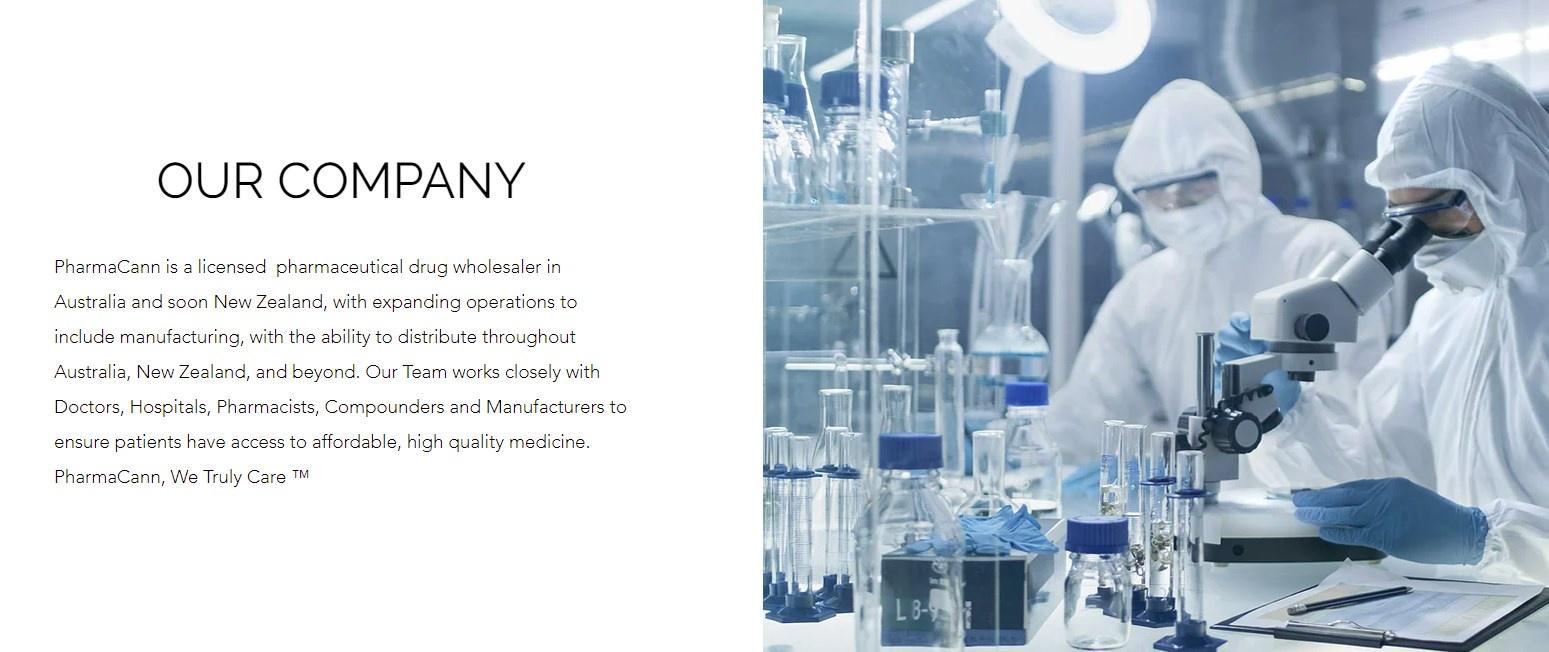 OUR COMPANY
PharmaCann is a licensed  pharmaceutical drug wholesaler in
Australia and soon New Zealand, with expanding operations to
include manufacturing, with the ability to distribute throughout
Australia, New Zealand, and beyond. Our Team works closely with
Doctors, Hospitals, Pharmacists, Compounders and Manufacturers to
ensure patients have access to affordable, high quality medicine.
PharmaCann, We Truly Care ™